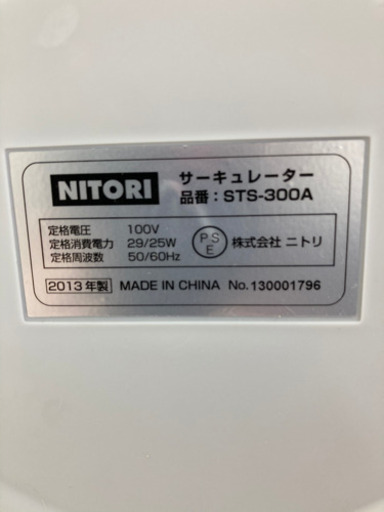 NITORI
サーキュレーター
品番：STS-300A
定格電圧 100V
定格消費電力 29/25W
定格周波数 50/60Hz
PSE
株式会社 ニトリ
2013年製 MADE IN CHINA No.130001796